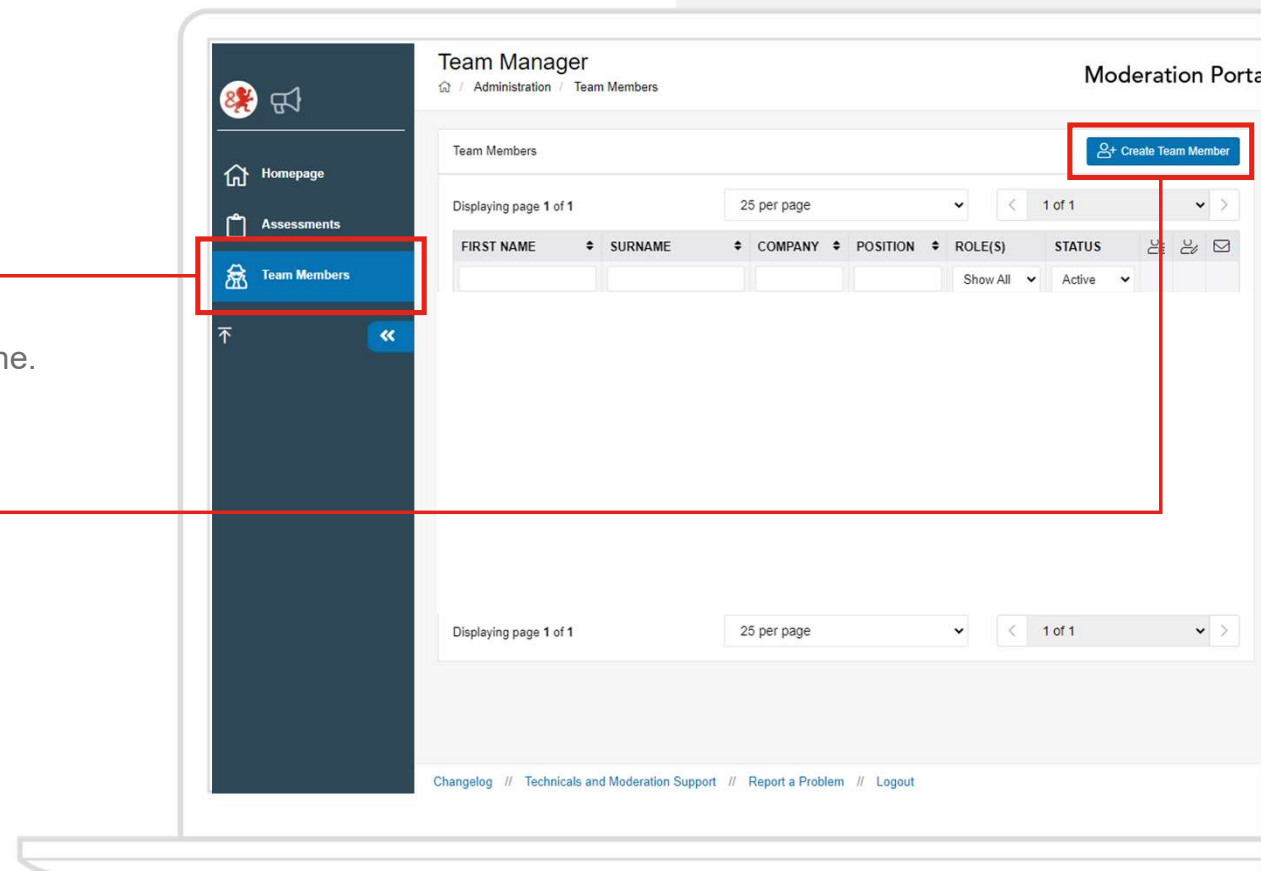 Team Manager
Administration / Team Members
Moderation Porta
Homepage
Assessments
Team Members
ne.
Team Members
Create Team Member
Displaying page 1 of 1
25 per page
1 of 1
FIRST NAME SURNAME COMPANY POSITION ROLE(S) STATUS
Show All Active
Displaying page 1 of 1
25 per page
1 of 1
Changelog // Technicals and Moderation Support // Report a Problem // Logout